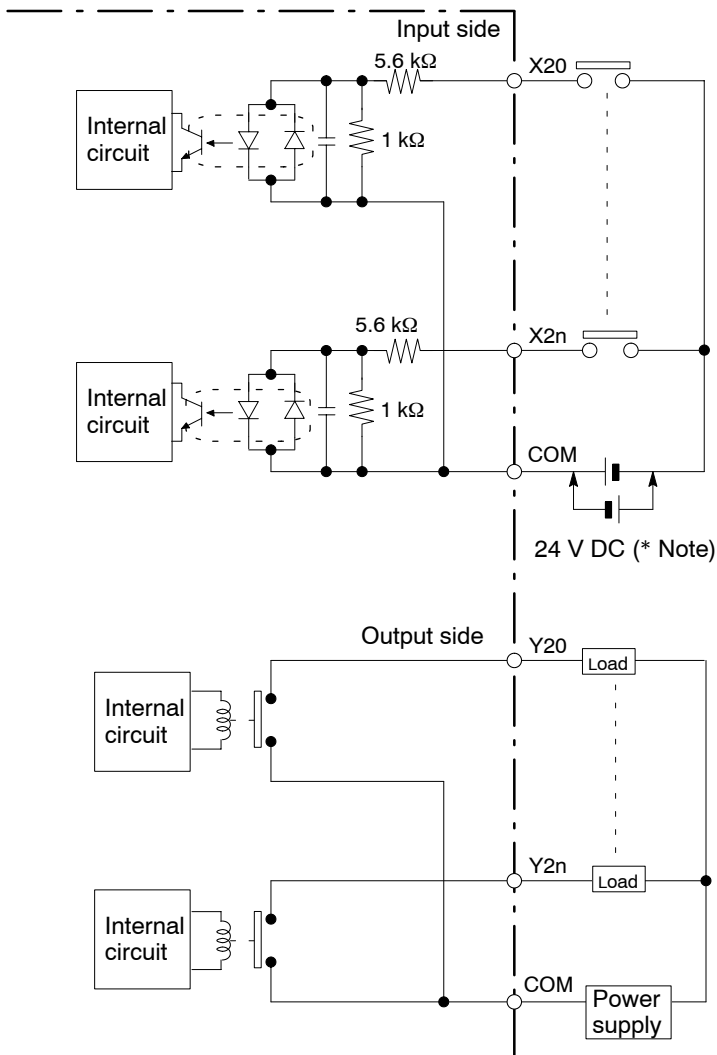 Input side
5.6 kΩ
X20
Internal
circuit
1 kΩ
5.6 kΩ
X2n
Internal
circuit
1 kΩ
COM
24 V DC (* Note)
Output side
Y20
Load
Internal
circuit
Y2n
Load
Internal
circuit
COM
Power
supply